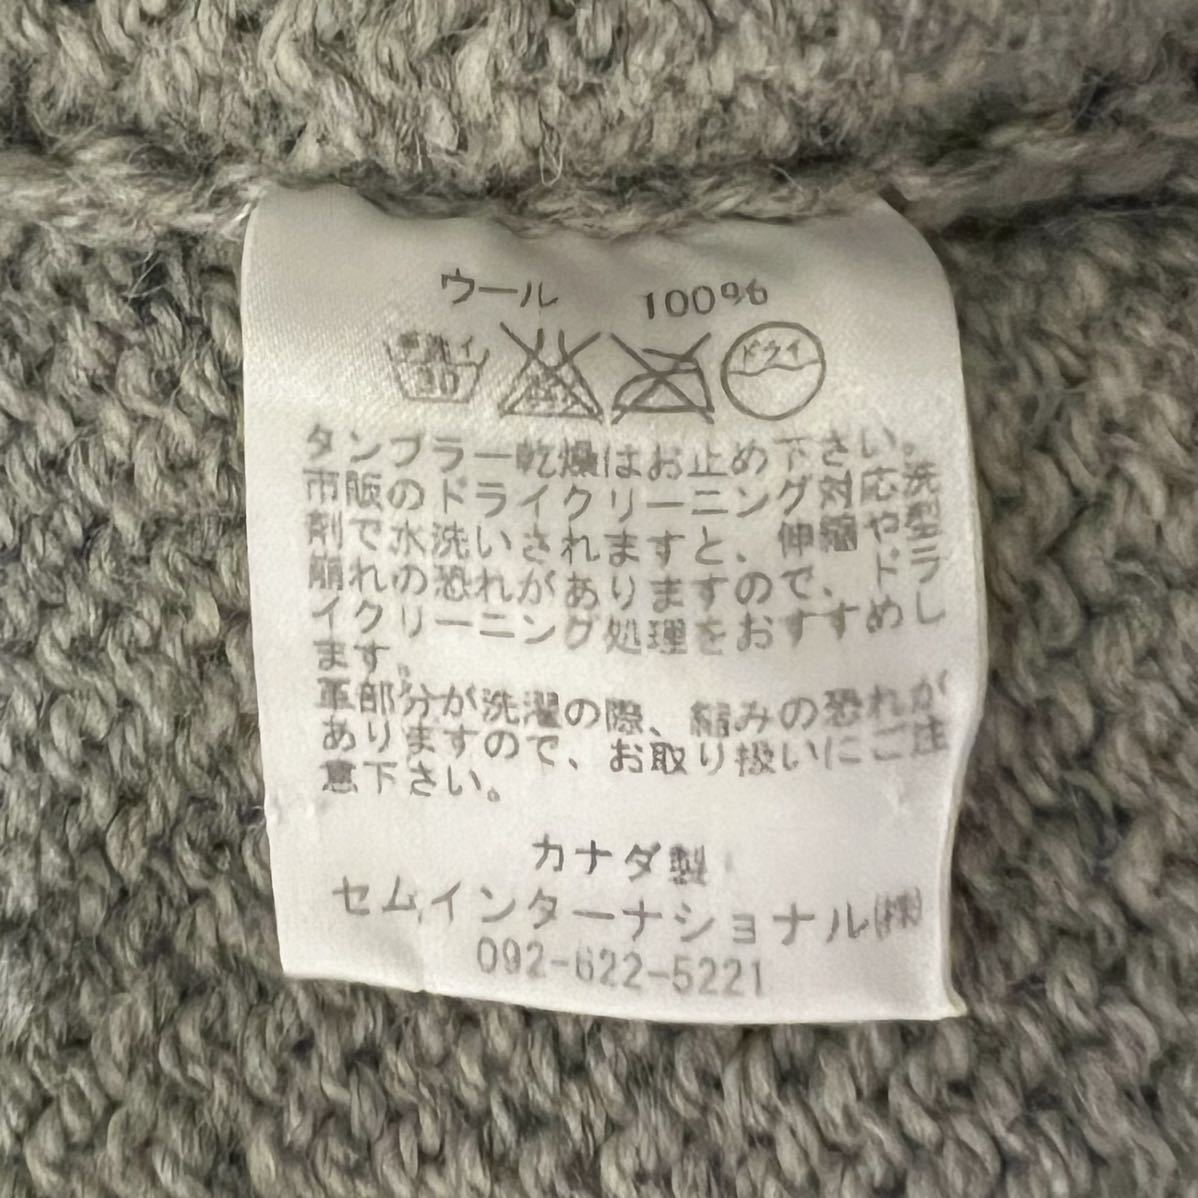 ウール 100%
手洗イ
30
ドライ
タンブラー乾燥はお止め下さい。
市販のドライクリーニング対応洗
剤で水洗いされますと、伸縮や型
崩れの恐れがありますので、ドラ
イクリーニング処理をおすすめし
ます。
革部分が洗濯の際、縮みの恐れが
ありますので、お取り扱いにご注
意下さい。
カナダ製
セムインターナショナル㈱
092-622-5221